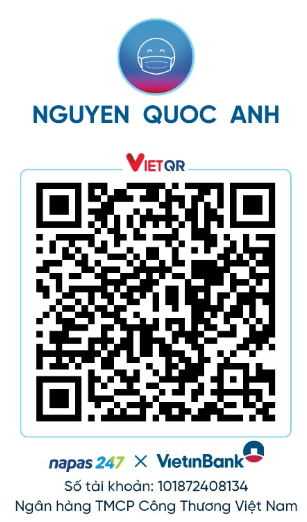 NGUYEN QUOC ANH
VIETQR
napas 247 × VietinBank
Số tài khoản: 101872408134
Ngân hàng TMCP Công Thương Việt Nam